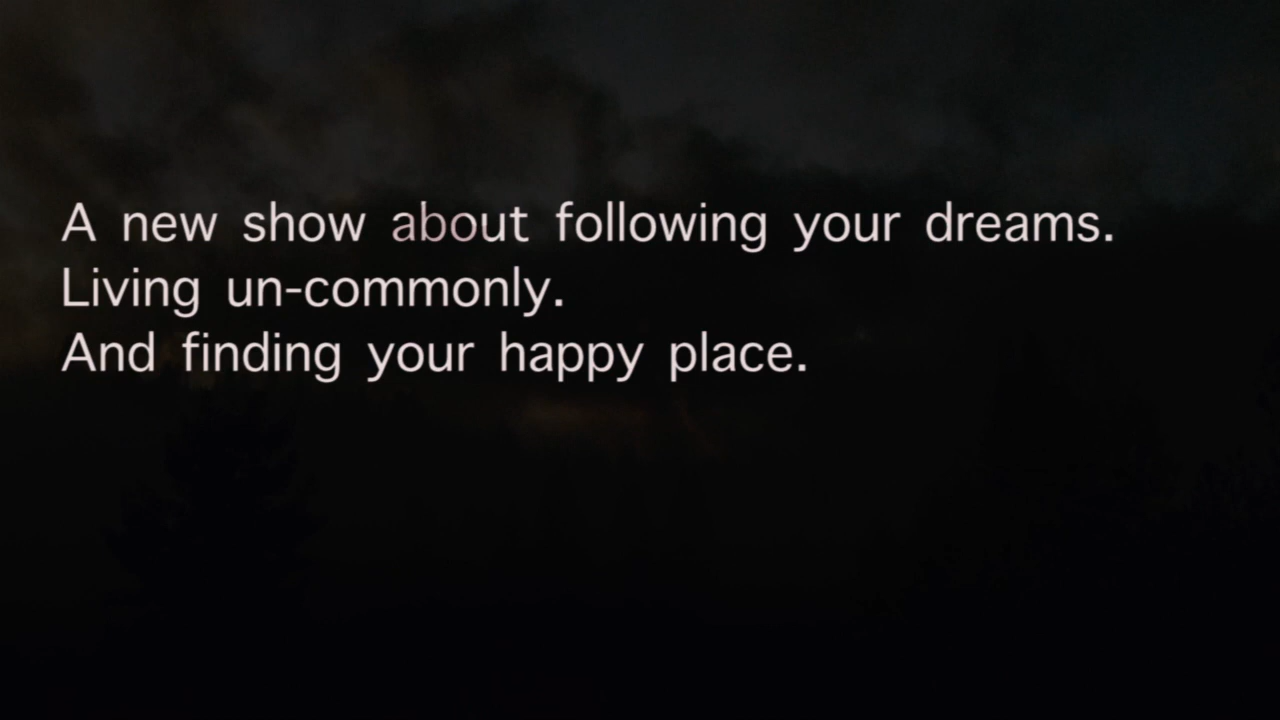 A new show about following your dreams.
Living un-commonly.
And finding your happy place.